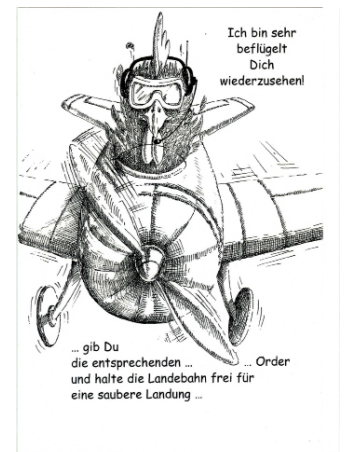 Ich bin sehr
beflügelt
Dich
wiederzusehen!
... gib Du
die entsprechenden ... ... Order
und halte die Landebahn frei für
eine saubere Landung ...